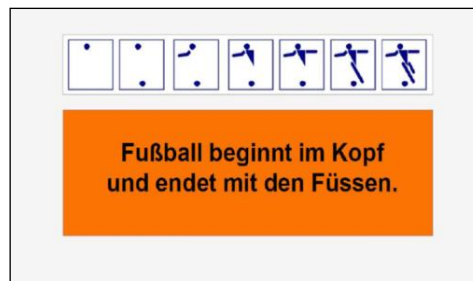 Fußball beginnt im Kopf
und endet mit den Füssen.